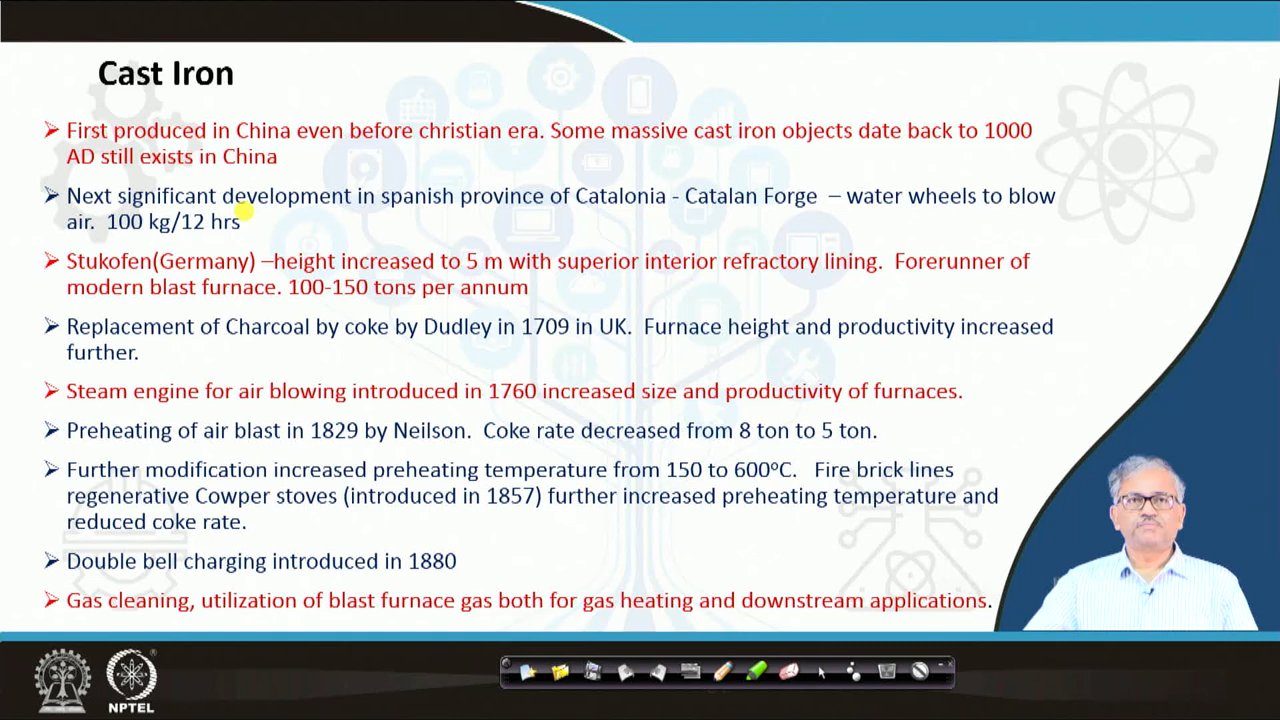 Cast Iron
➢ First produced in China even before christian era. Some massive cast iron objects date back to 1000
AD still exists in China
➢ Next significant development in spanish province of Catalonia - Catalan Forge – water wheels to blow
air. 100 kg/12 hrs
➢ Stukofen(Germany) –height increased to 5 m with superior interior refractory lining. Forerunner of
modern blast furnace. 100-150 tons per annum
➢ Replacement of Charcoal by coke by Dudley in 1709 in UK. Furnace height and productivity increased
further.
➢ Steam engine for air blowing introduced in 1760 increased size and productivity of furnaces.
➢ Preheating of air blast in 1829 by Neilson. Coke rate decreased from 8 ton to 5 ton.
➢ Further modification increased preheating temperature from 150 to 600ºC. Fire brick lines
regenerative Cowper stoves (introduced in 1857) further increased preheating temperature and
reduced coke rate.
➢ Double bell charging introduced in 1880
➢ Gas cleaning, utilization of blast furnace gas both for gas heating and downstream applications.
NPTEL